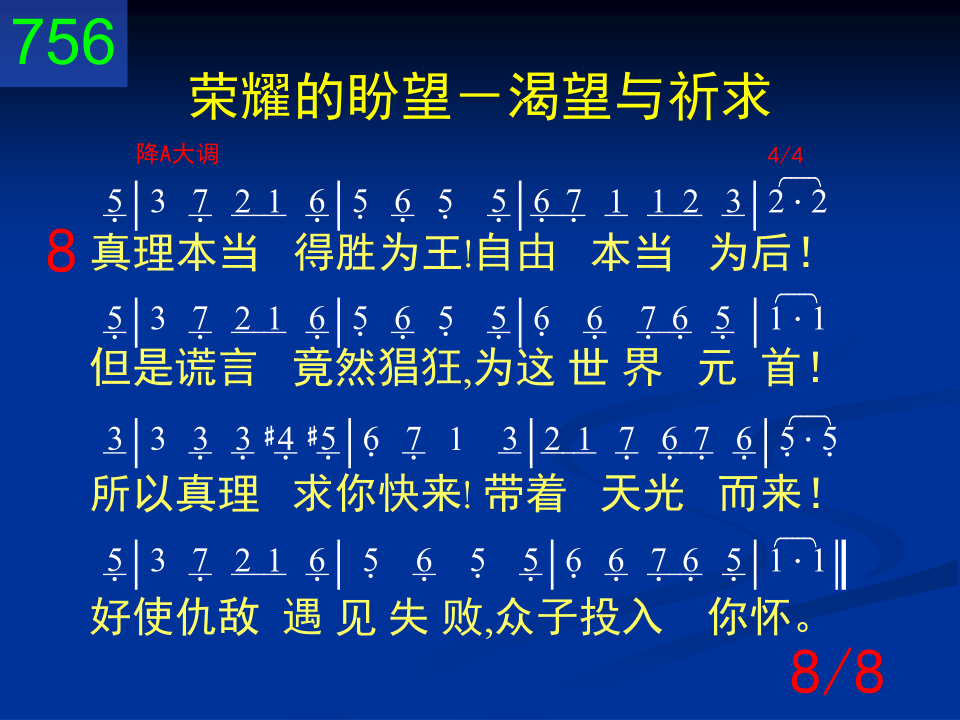 756
荣耀的盼望－渴望与祈求
降A大调 4/4
5|3 7 2 1 6|5 6 5 5|6 7 1 1 2 3|2·2
8 真理本当 得胜为王!自由 本当 为后!
5|3 7 2 1 6|5 6 5 5|6 6 7 6 5|1·1
但是谎言 竟然猖狂,为这 世 界 元 首!
3|3 3 3 #4 #5|6 7 1 3|2 1 7 6 7 6|5·5
所以真理 求你快来! 带着 天光 而来!
5|3 7 2 1 6|5 6 5 5|6 6 7 6 5|1·1‖
好使仇敌 遇 见 失 败,众子投入 你怀。
8/8